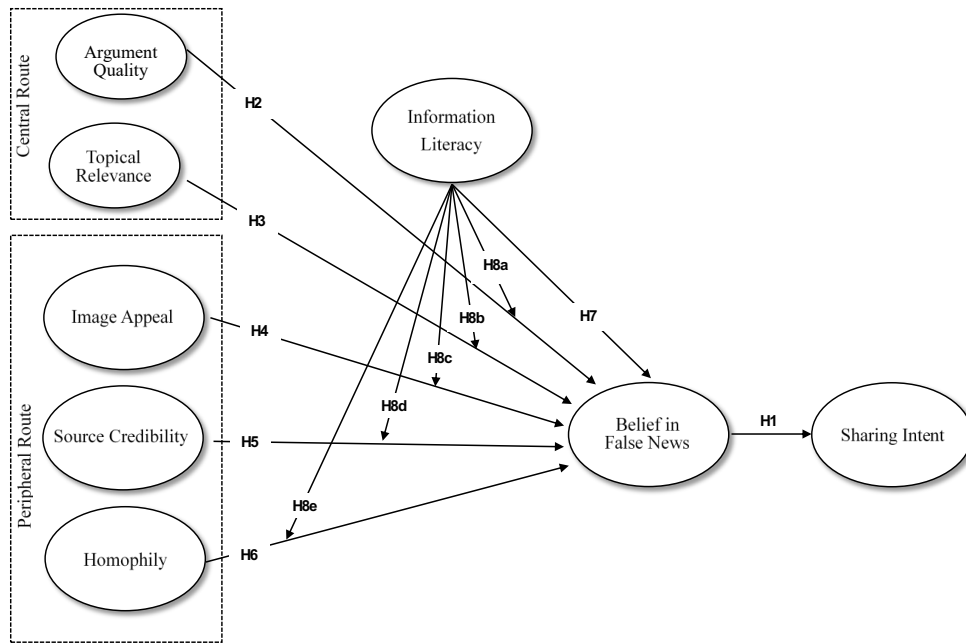 Central Route
Argument
Quality
Topical
Relevance
H2
H3
Information
Literacy
H8a
H8b
H8c
H8d
H8e
H7
Peripheral Route
Image Appeal
H4
Source Credibility
H5
Homophily
H6
Belief in
False News
H1
Sharing Intent